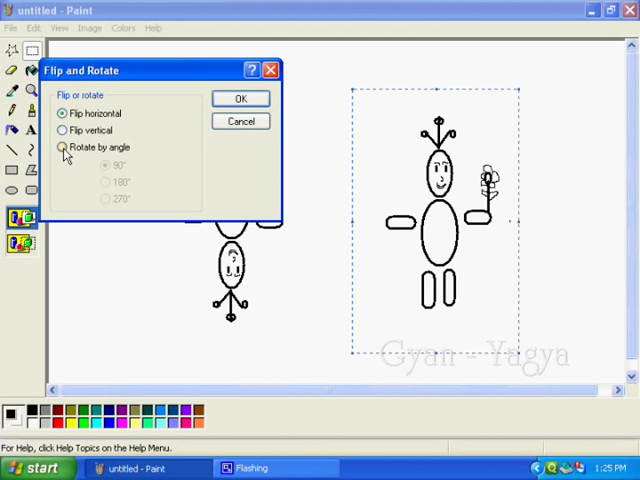 untitled - Paint
File Edit View Image Colors Help
Flip and Rotate
Flip or rotate
Flip horizontal
Flip vertical
Rotate by angle
90°
180°
270°
OK
Cancel
Gyan - Yagya
For Help, click Help Topics on the Help Menu.
start
untitled - Paint
Flashing
1:25 PM